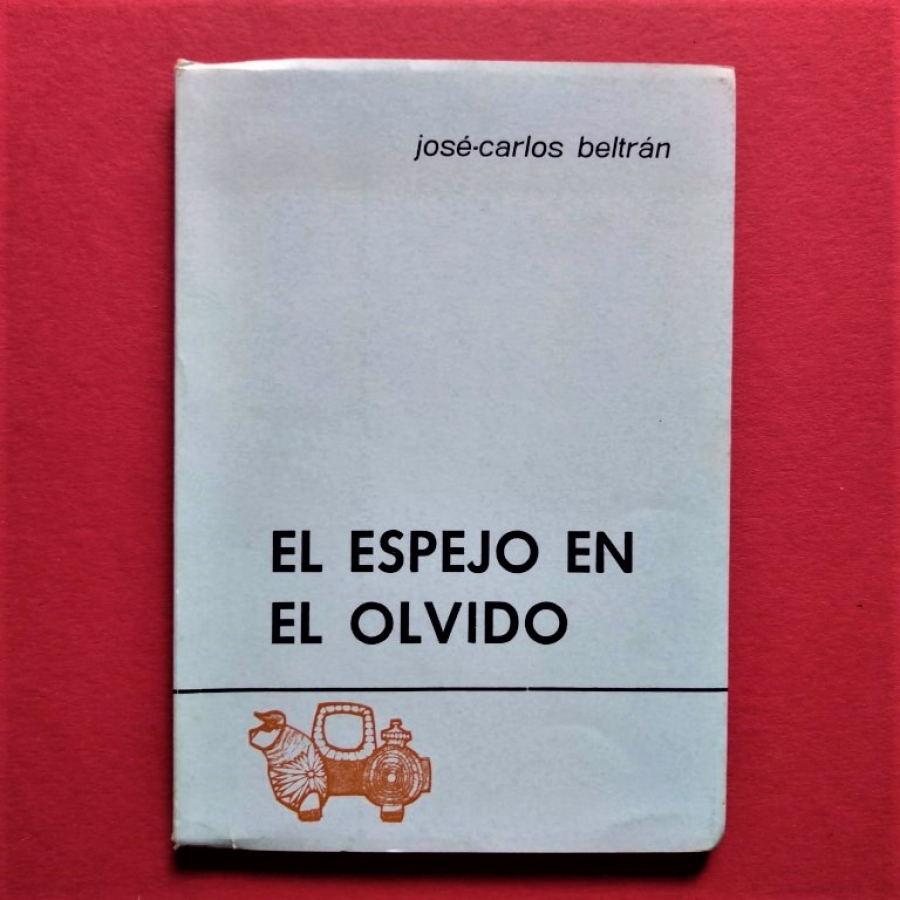 josé-carlos beltrán
EL ESPEJO EN
EL OLVIDO